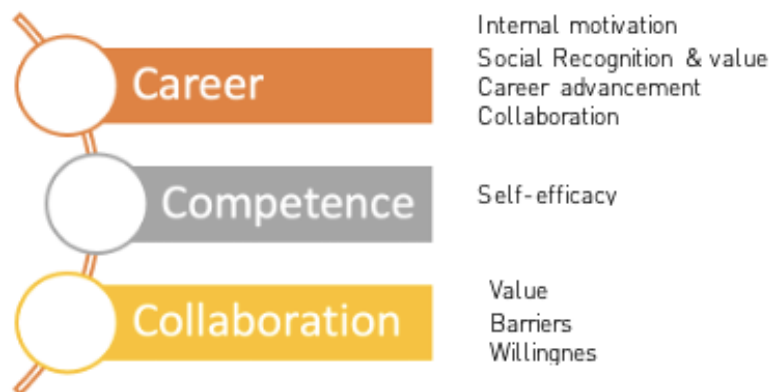 Career
Internal motivation
Social Recognition & value
Career advancement
Collaboration
Competence
Self-efficacy
Collaboration
Value
Barriers
Willingnes